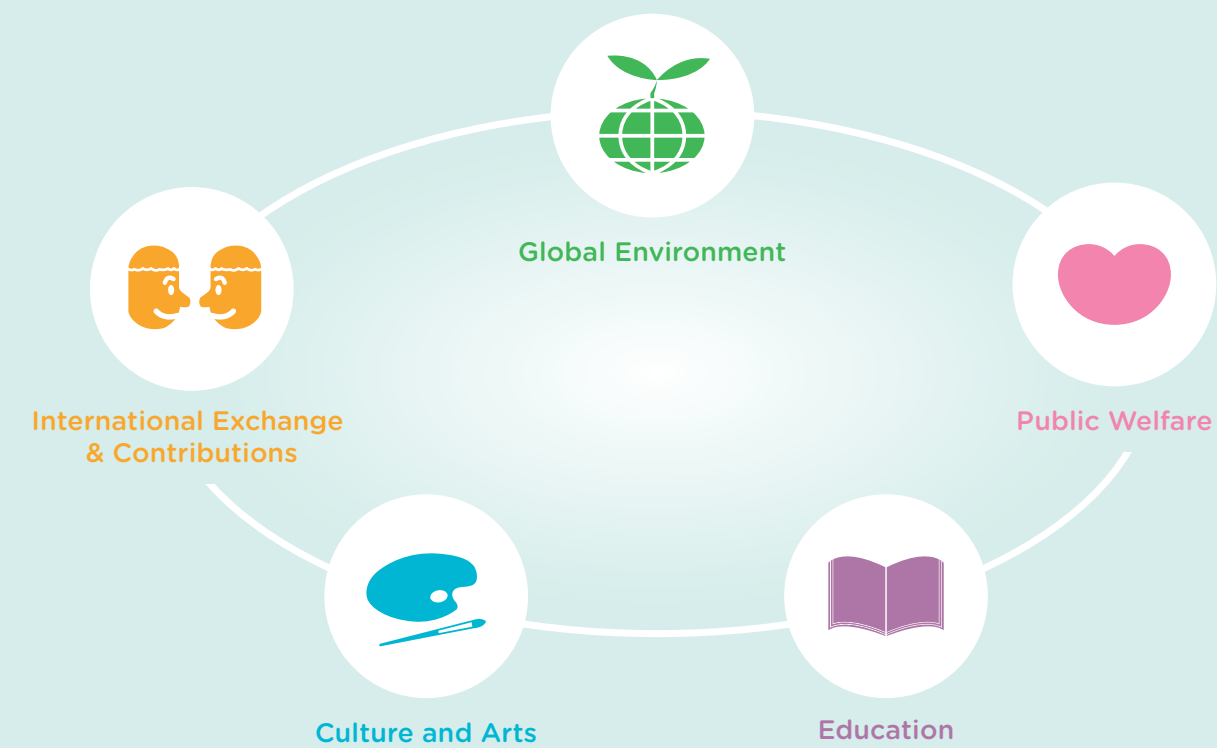 Global Environment
International Exchange
& Contributions
Public Welfare
Culture and Arts
Education